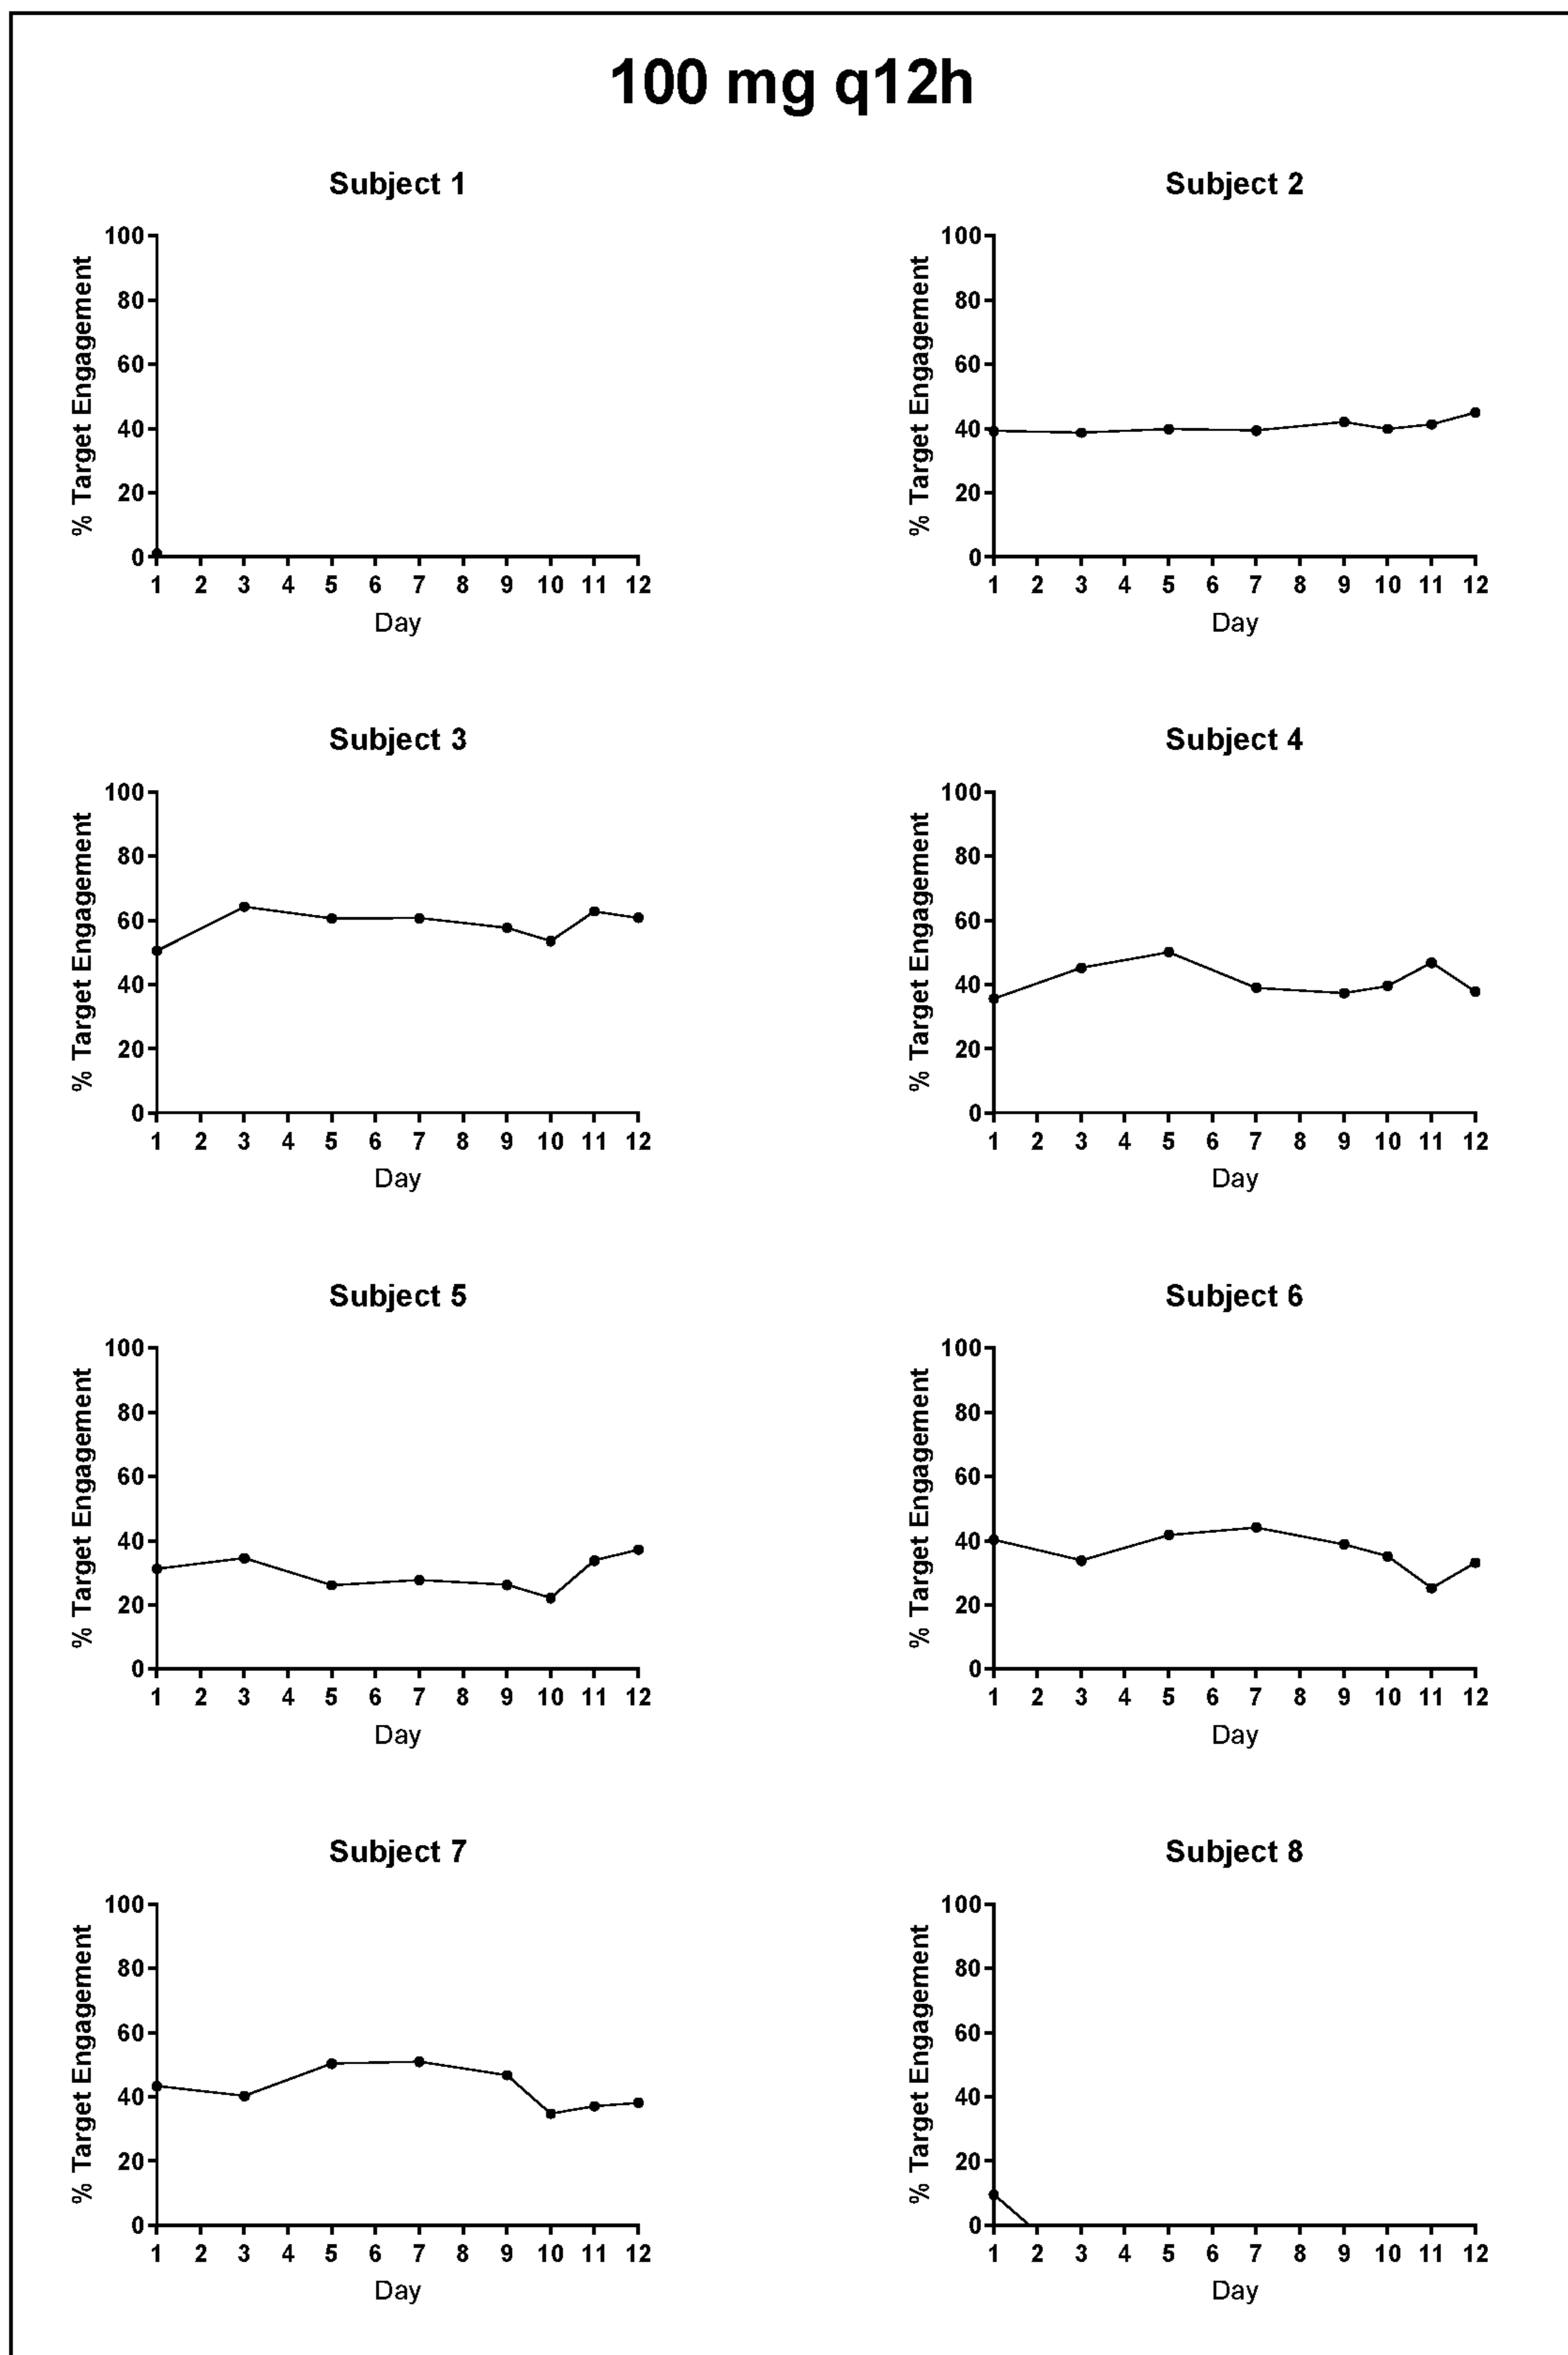 100 mg q12h
Subject 1
% Target Engagement
100
80
60
40
20
0
1 2 3 4 5 6 7 8 9 10 11 12
Day
Subject 2
% Target Engagement
100
80
60
40
20
0
1 2 3 4 5 6 7 8 9 10 11 12
Day
Subject 3
% Target Engagement
100
80
60
40
20
0
1 2 3 4 5 6 7 8 9 10 11 12
Day
Subject 4
% Target Engagement
100
80
60
40
20
0
1 2 3 4 5 6 7 8 9 10 11 12
Day
Subject 5
% Target Engagement
100
80
60
40
20
0
1 2 3 4 5 6 7 8 9 10 11 12
Day
Subject 6
% Target Engagement
100
80
60
40
20
0
1 2 3 4 5 6 7 8 9 10 11 12
Day
Subject 7
% Target Engagement
100
80
60
40
20
0
1 2 3 4 5 6 7 8 9 10 11 12
Day
Subject 8
% Target Engagement
100
80
60
40
20
0
1 2 3 4 5 6 7 8 9 10 11 12
Day